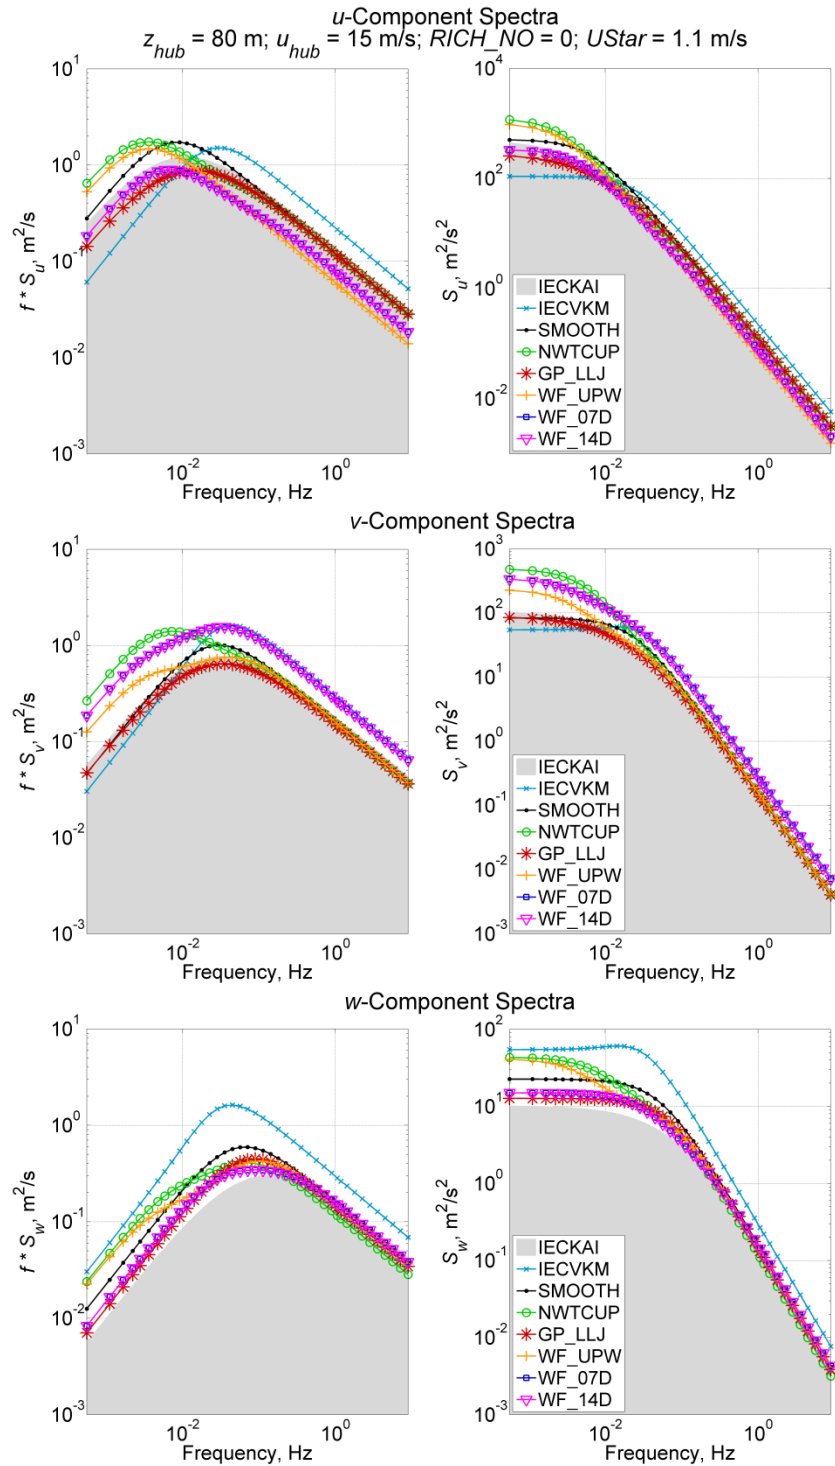 u-Component Spectra
z_hub = 80 m; u_hub = 15 m/s; RICH_NO = 0; UStar = 1.1 m/s
10^1
10^0
10^-1
10^-2
10^-3
f * S_u, m^2/s
10^-2
10^0
Frequency, Hz
10^4
10^2
10^0
10^-2
S_u, m^2/s^2
IECKAI
IECVKM
SMOOTH
NWTCUP
GP_LLJ
WF_UPW
WF_07D
WF_14D
10^-2
10^0
Frequency, Hz
v-Component Spectra
10^1
10^0
10^-1
10^-2
10^-3
f * S_v, m^2/s
10^-2
10^0
Frequency, Hz
10^3
10^2
10^1
10^0
10^-1
10^-2
10^-3
S_v, m^2/s^2
IECKAI
IECVKM
SMOOTH
NWTCUP
GP_LLJ
WF_UPW
WF_07D
WF_14D
10^-2
10^0
Frequency, Hz
w-Component Spectra
10^1
10^0
10^-1
10^-2
10^-3
f * S_w, m^2/s
10^-2
10^0
Frequency, Hz
10^2
10^1
10^0
10^-1
10^-2
10^-3
S_w, m^2/s^2
IECKAI
IECVKM
SMOOTH
NWTCUP
GP_LLJ
WF_UPW
WF_07D
WF_14D
10^-2
10^0
Frequency, Hz